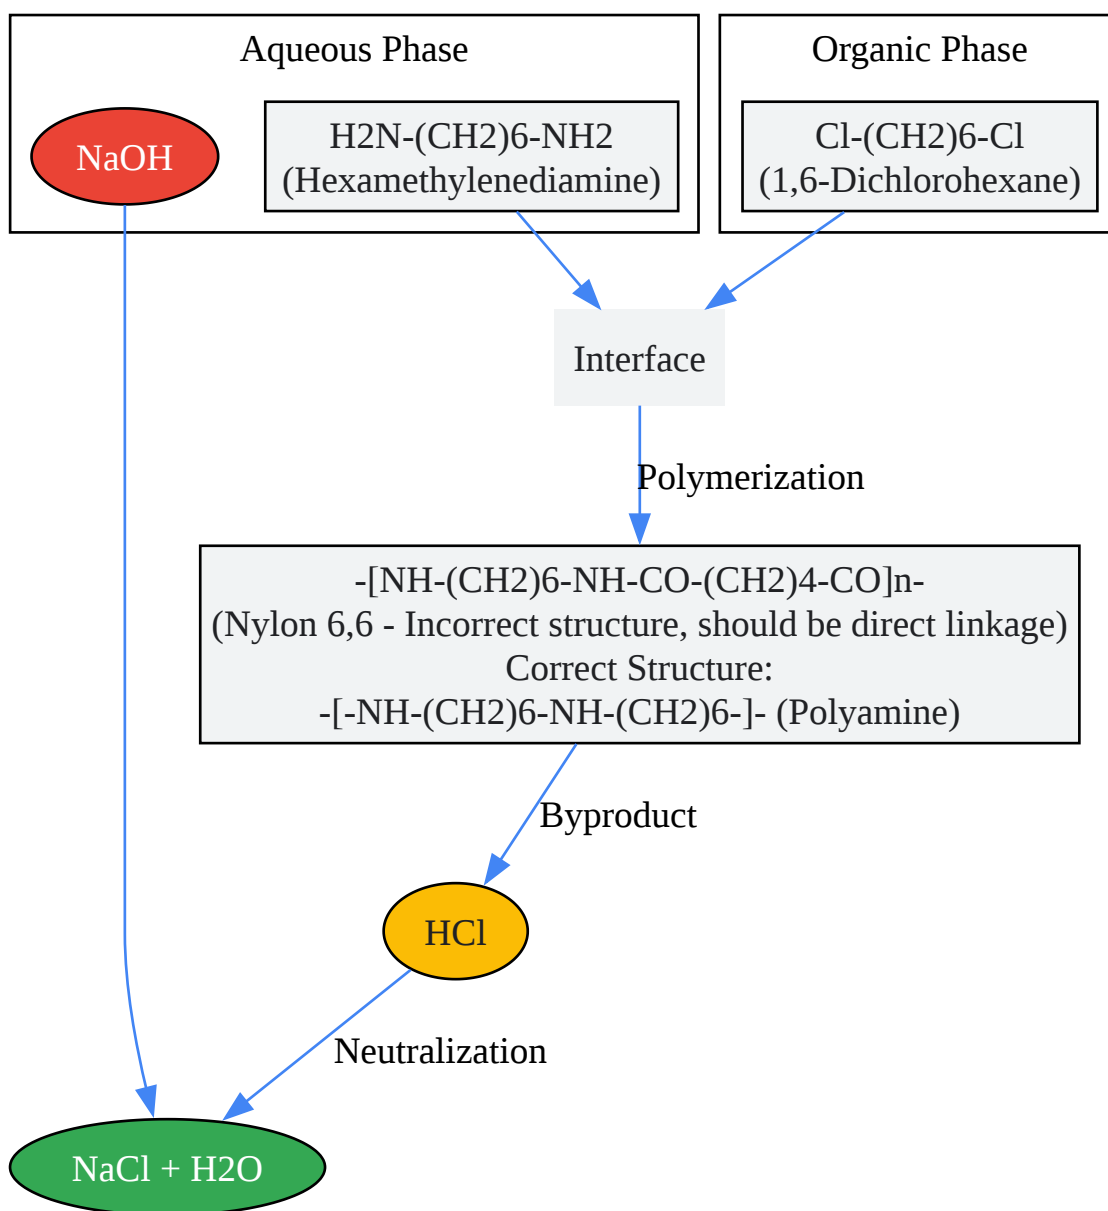 Aqueous Phase
Organic Phase
NaOH
H2N-(CH2)6-NH2
(Hexamethylenediamine)
Cl-(CH2)6-Cl
(1,6-Dichlorohexane)
Interface
Polymerization
-[NH-(CH2)6-NH-CO-(CH2)4-CO]n-
(Nylon 6,6 - Incorrect structure, should be direct linkage)
Correct Structure:
-[-NH-(CH2)6-NH-(CH2)6-]- (Polyamine)
Byproduct
HCl
Neutralization
NaCl + H2O